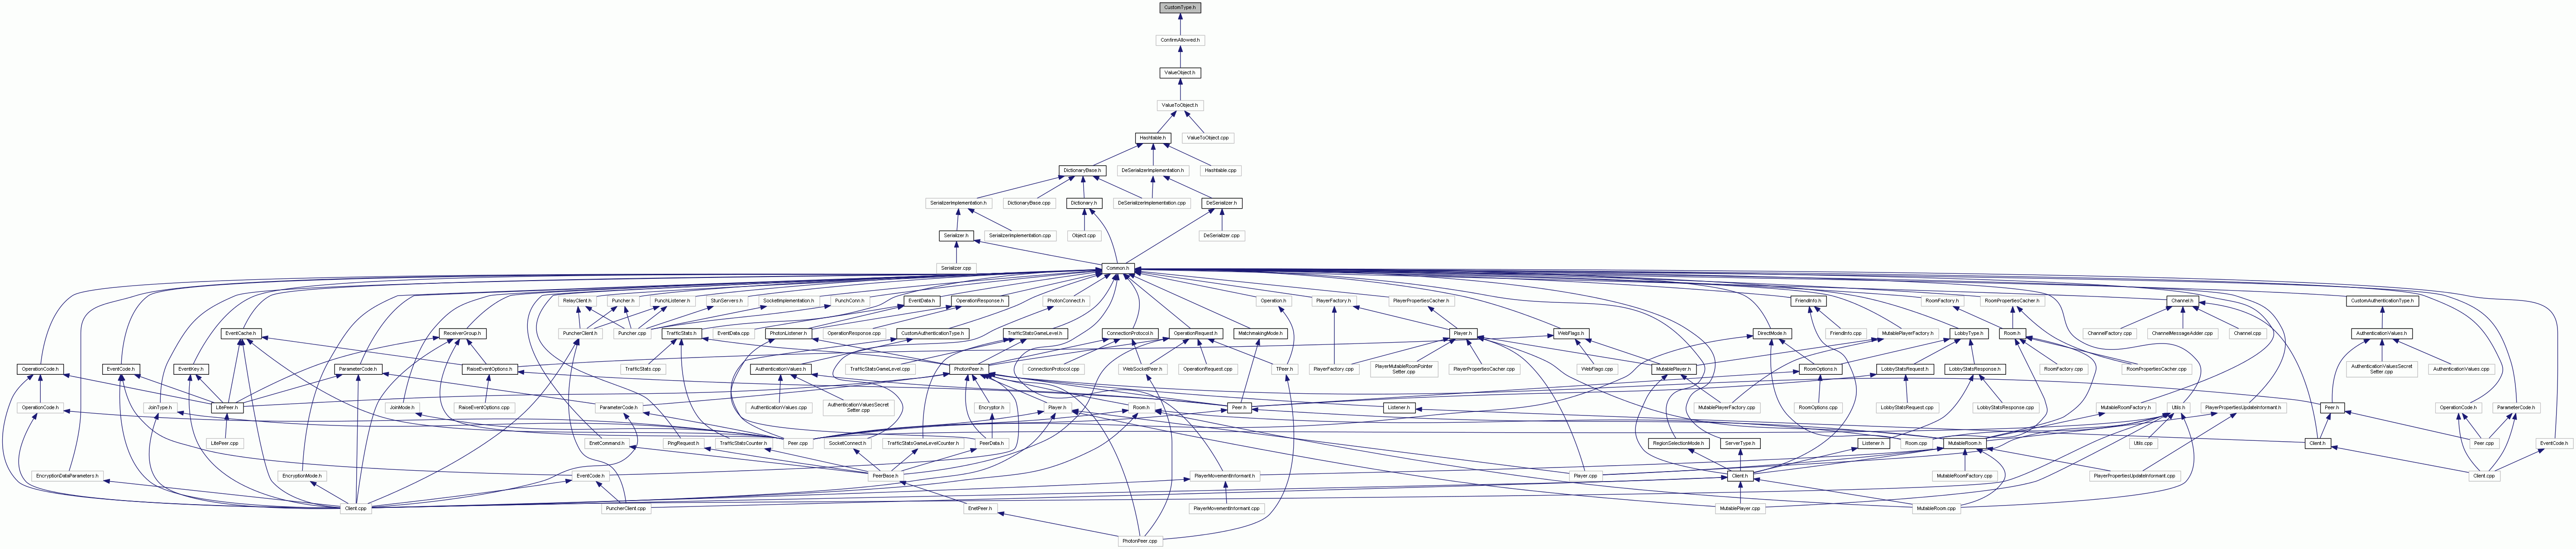 CustomType.h
ConfirmAllowed.h
ValueObject.h
ValueToObject.h
Hashtable.h
ValueToObject.cpp
DictionaryBase.h
DeSerializerImplementation.h
Hashtable.cpp
SerializerImplementation.h
DictionaryBase.cpp
Dictionary.h
DeSerializerImplementation.cpp
DeSerializer.h
Serializer.h
SerializerImplementation.cpp
Object.cpp
DeSerializer.cpp
Serializer.cpp
Common.h
RelayClient.h
Puncher.h
PunchListener.h
StunServers.h
SocketImplementation.h
PunchConn.h
EventData.h
OperationResponse.h
PhotonConnect.h
Operation.h
PlayerFactory.h
PlayerPropertiesCacher.h
FriendInfo.h
RoomFactory.h
RoomPropertiesCacher.h
Channel.h
CustomAuthenticationType.h
EventCache.h
ReceiverGroup.h
PuncherClient.h
Puncher.cpp
TrafficStats.h
EventData.cpp
PhotonListener.h
OperationResponse.cpp
CustomAuthenticationType.h
TrafficStatsGameLevel.h
ConnectionProtocol.h
OperationRequest.h
MatchmakingMode.h
Player.h
WebFlags.h
DirectMode.h
FriendInfo.cpp
MutablePlayerFactory.h
LobbyType.h
Room.h
ChannelFactory.cpp
ChannelMessageAdder.cpp
Channel.cpp
AuthenticationValues.h
OperationCode.h
EventCode.h
EventKey.h
ParameterCode.h
RaiseEventOptions.h
TrafficStats.cpp
AuthenticationValues.h
TrafficStatsGameLevel.cpp
PhotonPeer.h
ConnectionProtocol.cpp
WebSocketPeer.h
OperationRequest.cpp
TPeer.h
PlayerFactory.cpp
PlayerMutableRoomPointer
Setter.cpp
PlayerPropertiesCacher.cpp
WebFlags.cpp
MutablePlayer.h
RoomOptions.h
LobbyStatsRequest.h
LobbyStatsResponse.h
RoomFactory.cpp
RoomPropertiesCacher.cpp
AuthenticationValuesSecret
Setter.cpp
AuthenticationValues.cpp
OperationCode.h
JoinType.h
LitePeer.h
JoinMode.h
RaiseEventOptions.cpp
ParameterCode.h
AuthenticationValues.cpp
AuthenticationValuesSecret
Setter.cpp
Encryptor.h
Player.h
Room.h
Peer.h
Listener.h
MutablePlayerFactory.cpp
RoomOptions.cpp
LobbyStatsRequest.cpp
LobbyStatsResponse.cpp
MutableRoomFactory.h
Utils.h
PlayerPropertiesUpdateInformant.h
Peer.h
OperationCode.h
ParameterCode.h
LitePeer.cpp
EnetCommand.h
PingRequest.h
TrafficStatsCounter.h
Peer.cpp
SocketConnect.h
TrafficStatsGameLevelCounter.h
PeerData.h
RegionSelectionMode.h
ServerType.h
Listener.h
Room.cpp
MutableRoom.h
Utils.cpp
Client.h
Peer.cpp
EventCode.h
EncryptionDataParameters.h
EncryptionMode.h
EventCode.h
PeerBase.h
PlayerMovementInformant.h
Player.cpp
Client.h
MutableRoomFactory.cpp
PlayerPropertiesUpdateInformant.cpp
Client.cpp
Client.cpp
PuncherClient.cpp
EnetPeer.h
PlayerMovementInformant.cpp
MutablePlayer.cpp
MutableRoom.cpp
PhotonPeer.cpp